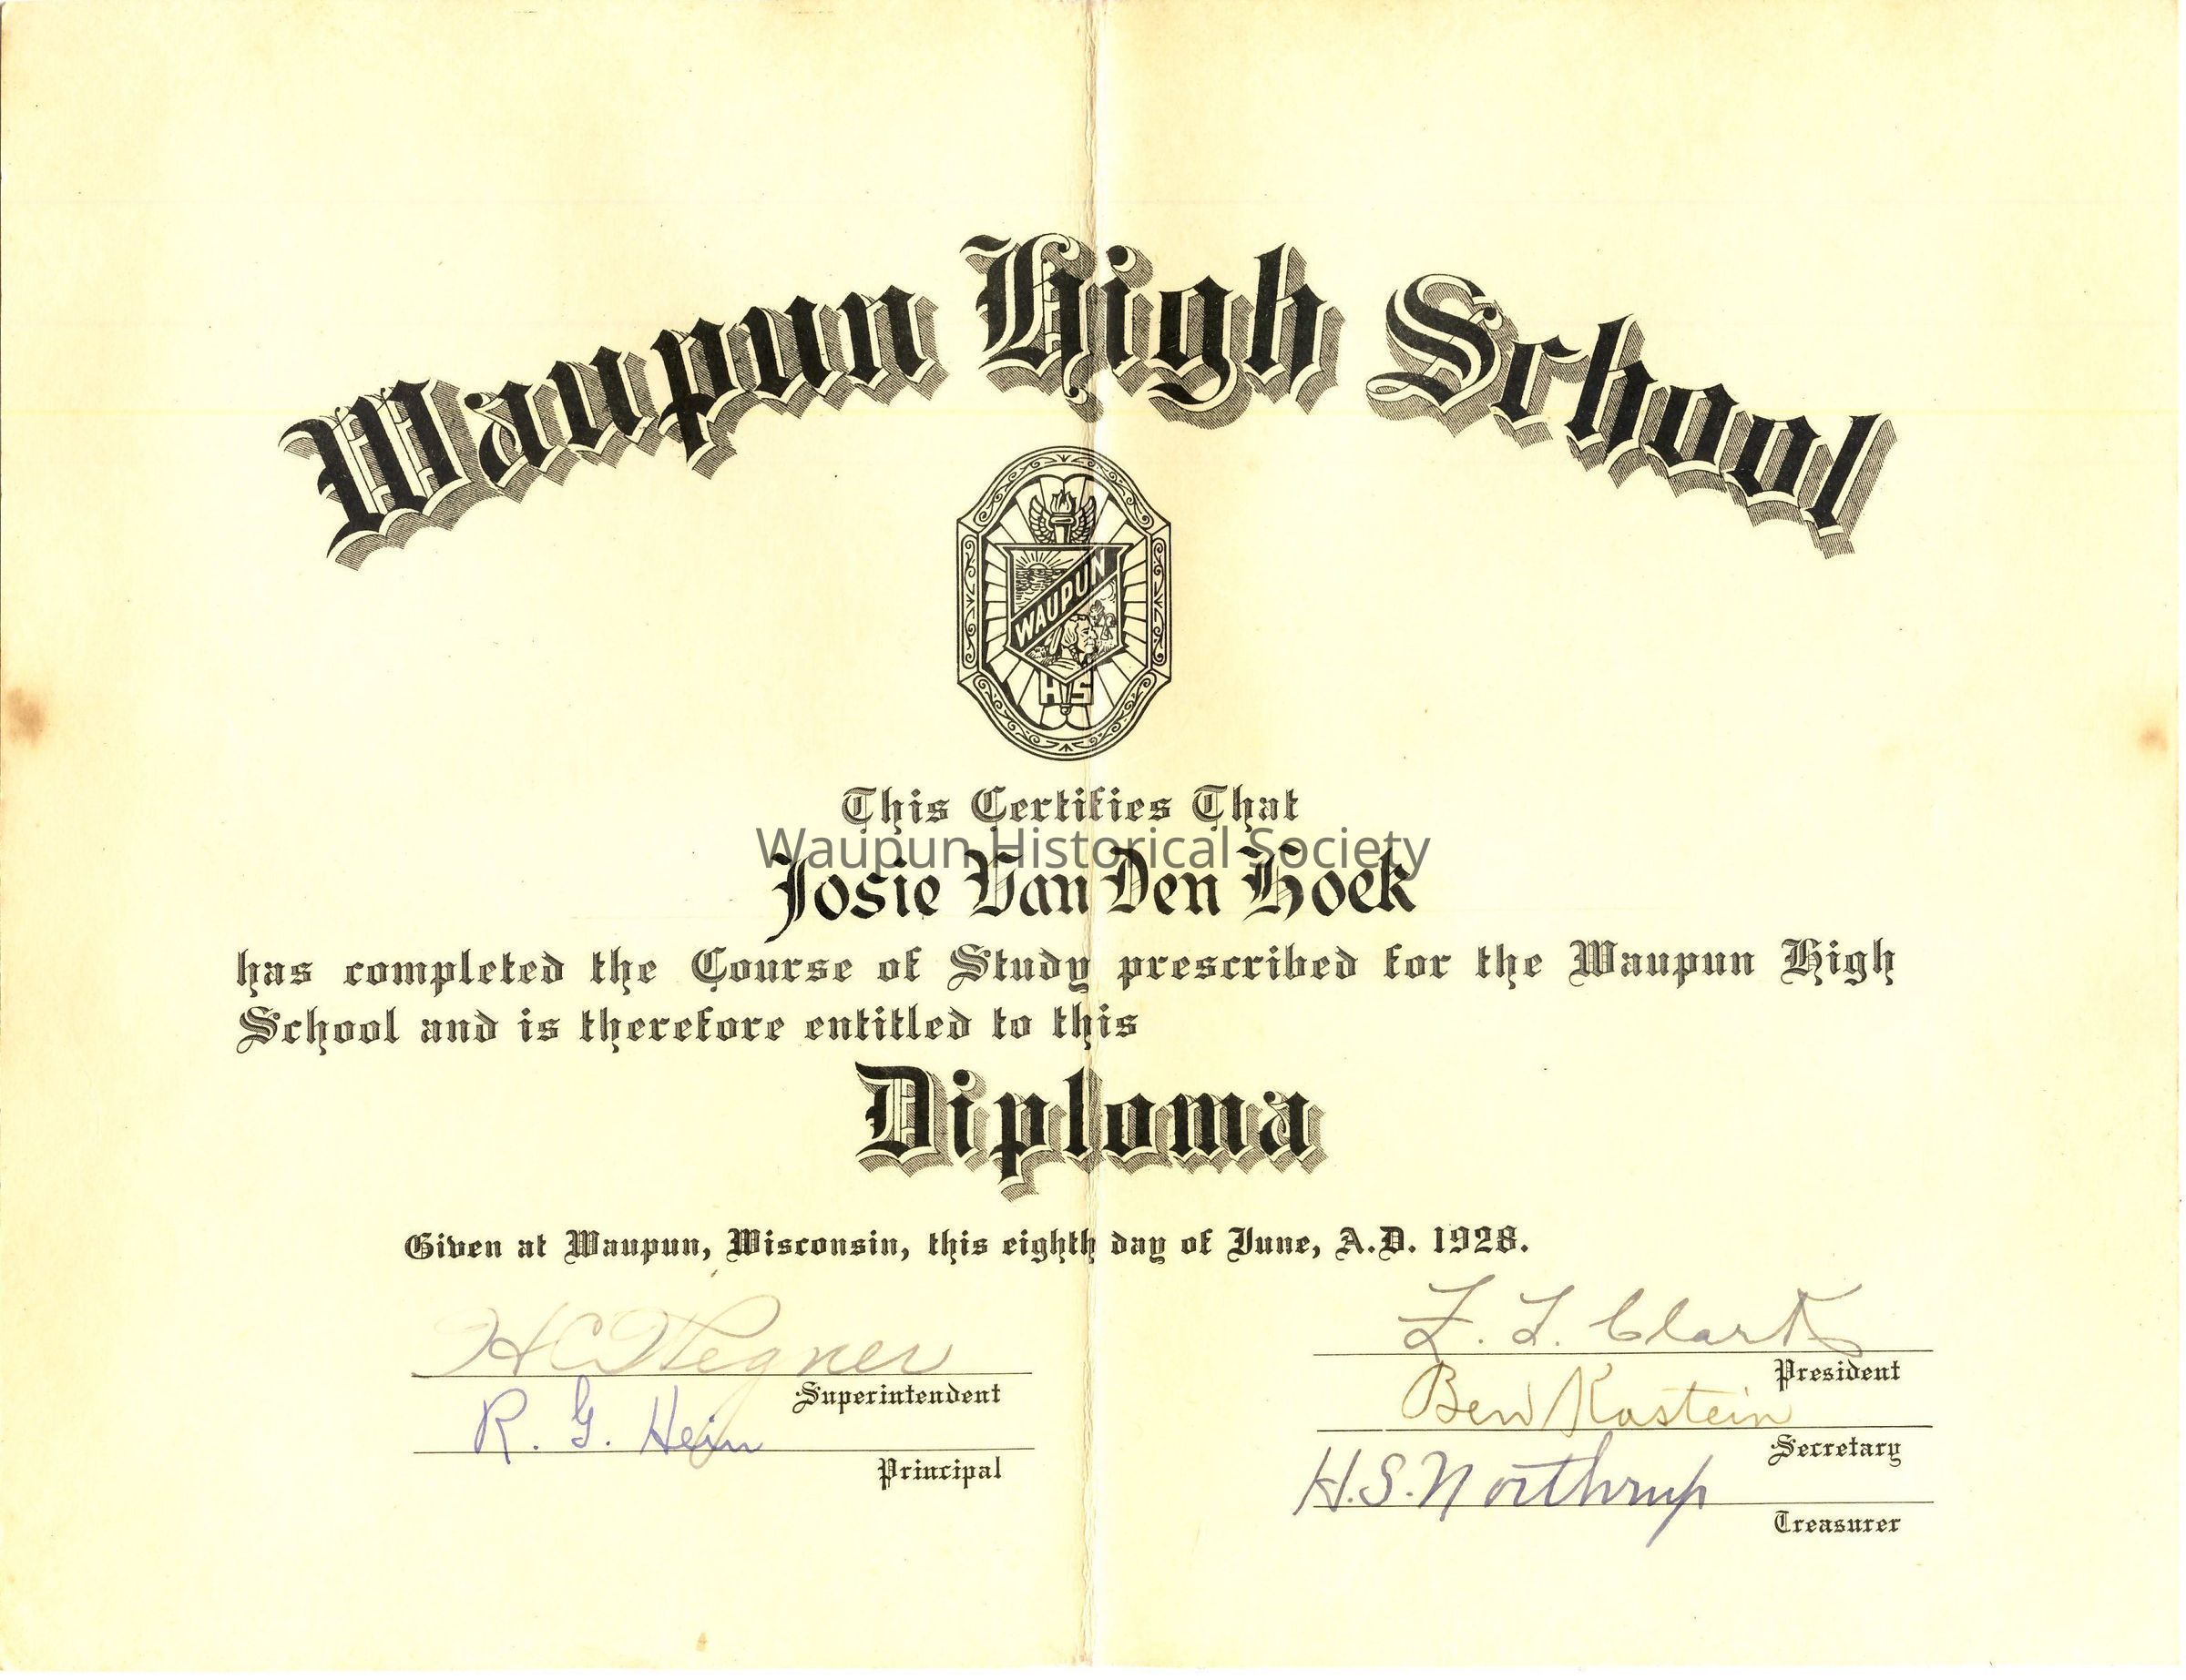 Waupun High School
WAUPUN
HS
This Certifies That
Waupun Historical Society
Josie Van Den Hoek
has completed the Course of Study prescribed for the Waupun High
School and is therefore entitled to this
Diploma
Given at Waupun, Wisconsin, this eighth day of June, A.D. 1928.
H C Wegner
Superintendent
R. G. Hein
Principal
F. L. Clark
President
Ben Kastein
Secretary
H.S. Northrup
Treasurer